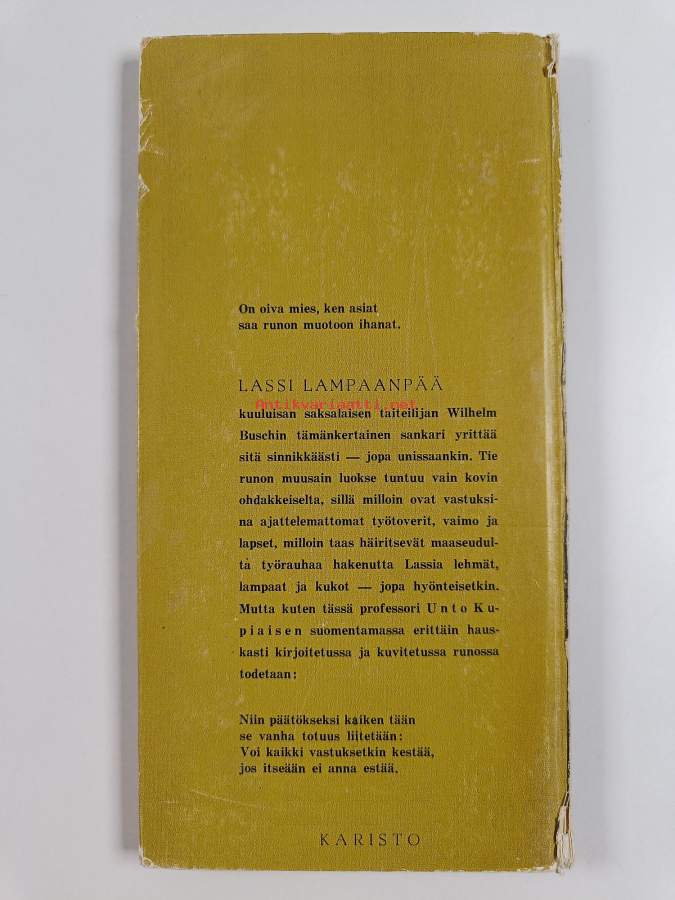 On oiva mies, ken asiat
saa runon muotoon ihanat.
LASSI LAMPAANPÄÄ
Antikvariaatti.net
kuuluisan saksalaisen taiteilijan Wilhelm
Buschin tämänkertainen sankari yrittää
sitä sinnikkäästi — jopa unissaankin. Tie
runon muusain luokse tuntuu vain kovin
ohdakkeiselta, sillä milloin ovat vastuksi-
na ajattelemattomat työtoverit, vaimo ja
lapset, milloin taas häiritsevät maaseudul-
ta työrauhaa hakenutta Lassia lehmät,
lampaat ja kukot — jopa hyönteisetkin.
Mutta kuten tässä professori Unto Ku-
piaisen suomentamassa erittäin haus-
kasti kirjoitetussa ja kuvitetussa runossa
todetaan:
Niin päätökseksi kaiken tään
se vanha totuus liitetään:
Voi kaikki vastuksetkin kestää,
jos itseään ei anna estää.
KARISTO